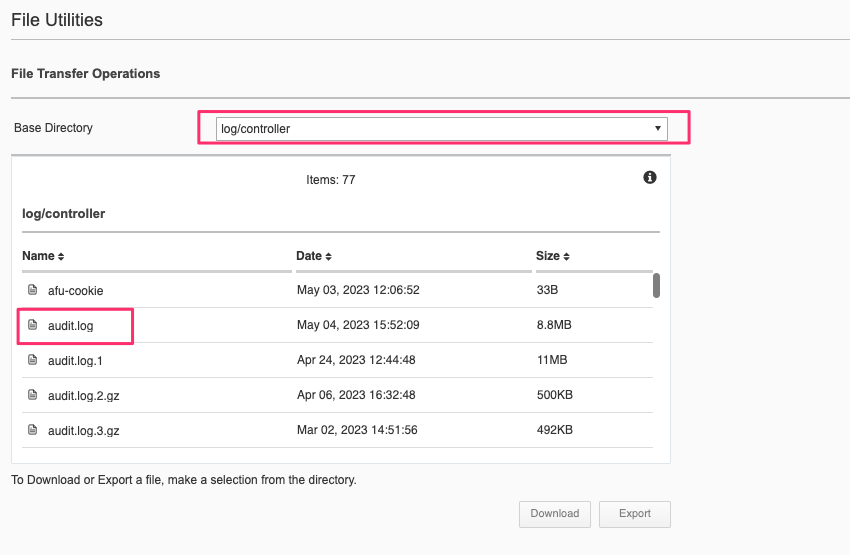 File Utilities
File Transfer Operations
Base Directory log/controller
Items: 77
log/controller
Name Date Size
afu-cookie May 03, 2023 12:06:52 33B
audit.log May 04, 2023 15:52:09 8.8MB
audit.log.1 Apr 24, 2023 12:44:48 11MB
audit.log.2.gz Apr 06, 2023 16:32:48 500KB
audit.log.3.gz Mar 02, 2023 14:51:56 492KB
To Download or Export a file, make a selection from the directory.
Download Export